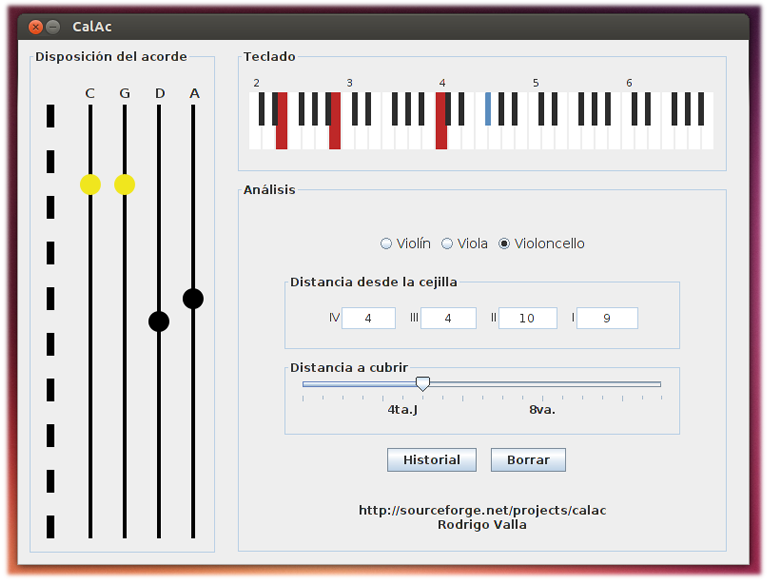 CalAc
Disposición del acorde
C G D A
Teclado
2 3 4 5 6
Análisis
Violín Viola Violoncello
Distancia desde la cejilla
IV 4 III 4 II 10 I 9
Distancia a cubrir
4ta.J 8va.
Historial Borrar
http://sourceforge.net/projects/calac
Rodrigo Valla